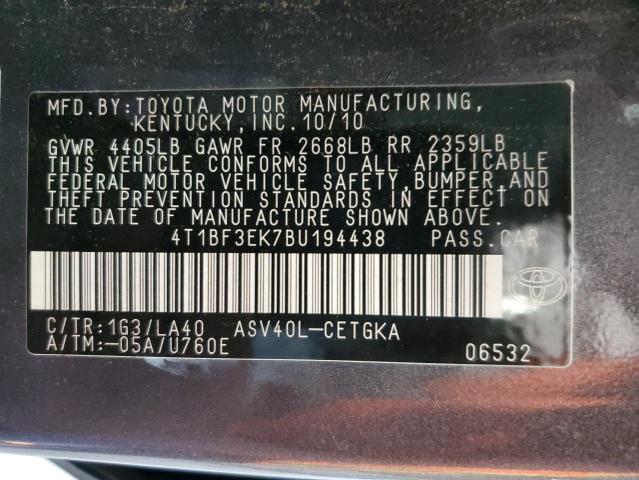 MFD.BY:TOYOTA MOTOR MANUFACTURING,
KENTUCKY,INC.10/10
GVWR 4405LB GAWR FR 2668LB RR 2359LB
THIS VEHICLE CONFORMS TO ALL APPLICABLE
FEDERAL MOTOR VEHICLE SAFETY,BUMPER,AND
THEFT PREVENTION STANDARDS IN EFFECT ON
THE DATE OF MANUFACTURE SHOWN ABOVE.
4T1BF3EK7BU194438 PASS.CAR
C/TR:1G3/LA40 ASV40L-CETGKA
A/TM:-05A/U760E 06532